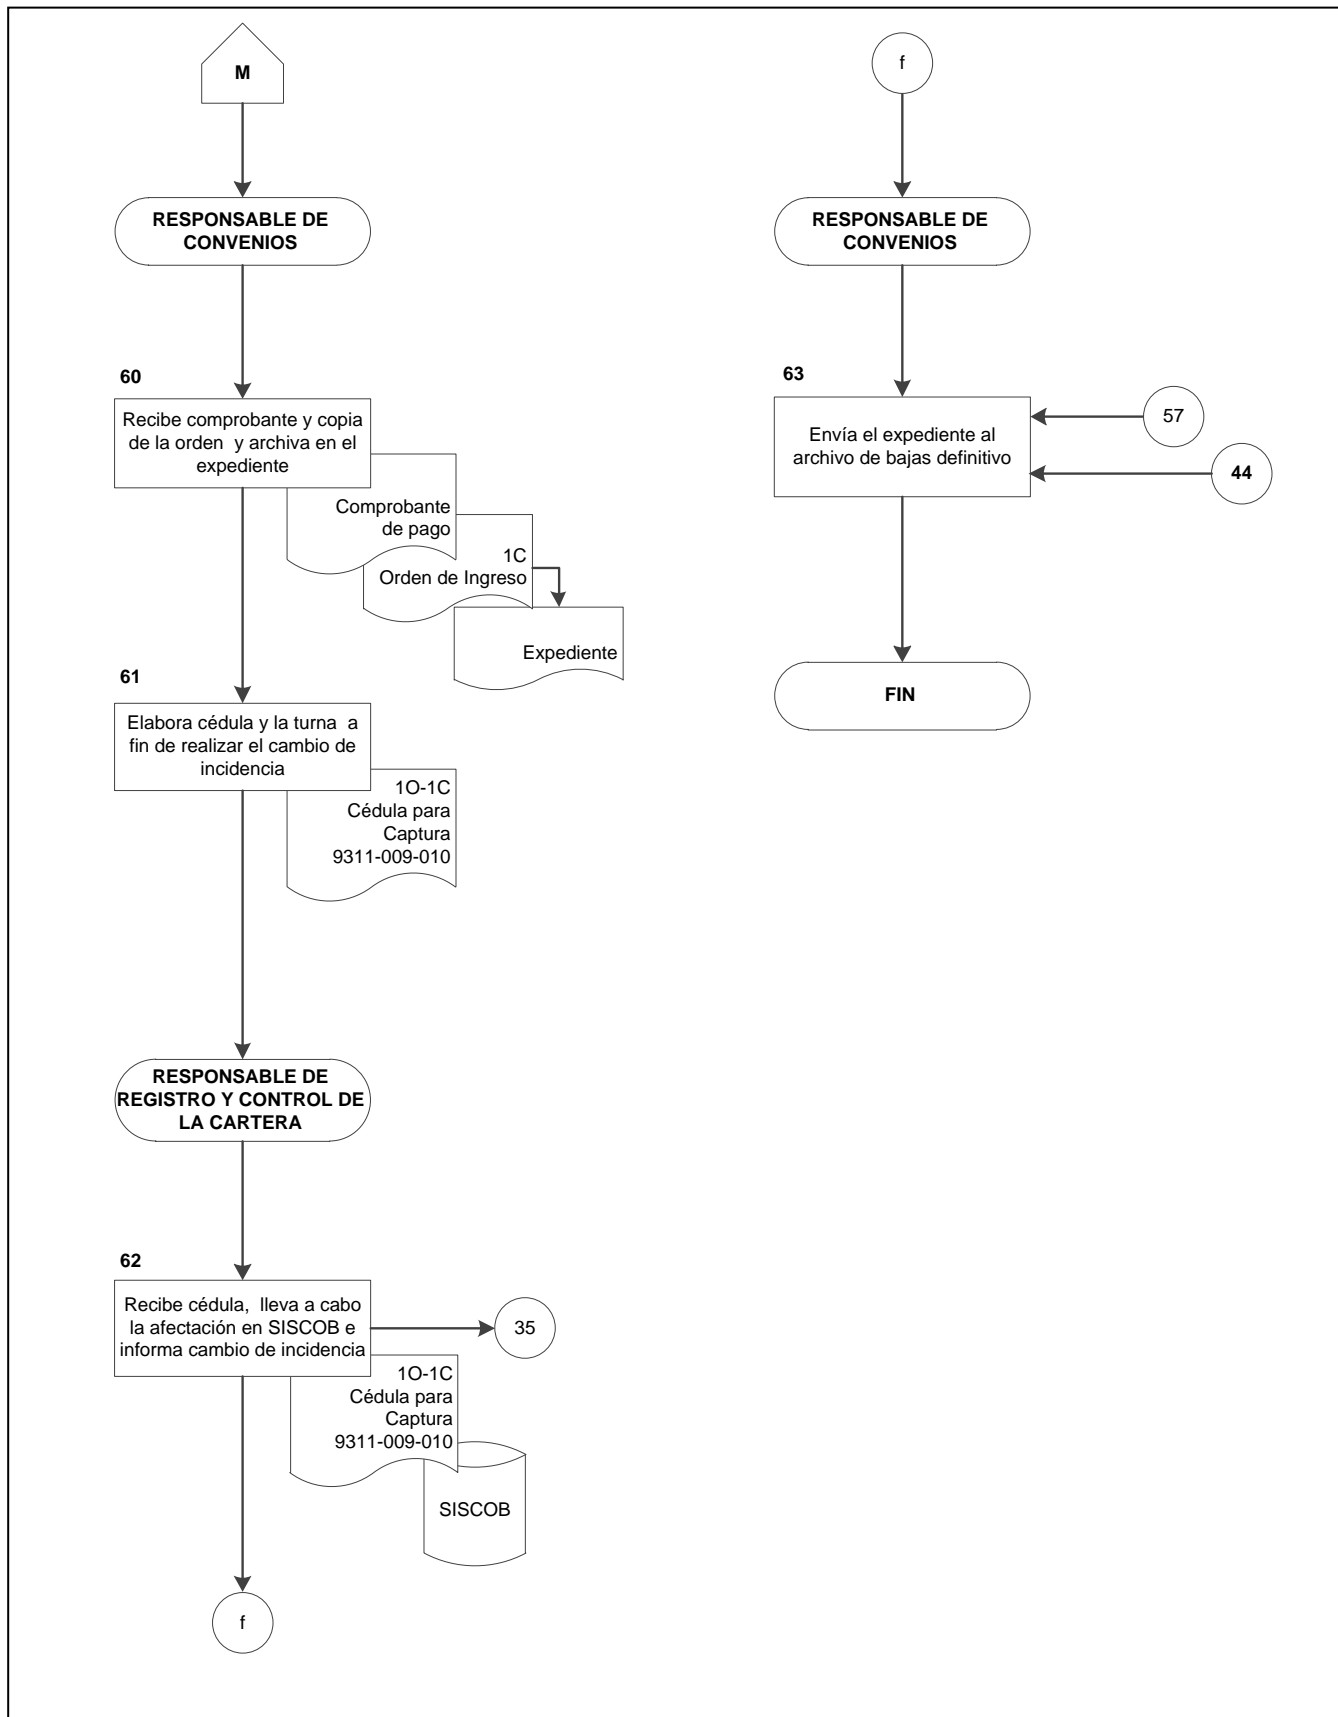 M
RESPONSABLE DE
CONVENIOS
60
Recibe comprobante y copia
de la orden y archiva en el
expediente
Comprobante
de pago
1C
Orden de Ingreso
Expediente
61
Elabora cédula y la turna a
fin de realizar el cambio de
incidencia
1O-1C
Cédula para
Captura
9311-009-010
RESPONSABLE DE
REGISTRO Y CONTROL DE
LA CARTERA
62
Recibe cédula, lleva a cabo
la afectación en SISCOB e
informa cambio de incidencia
35
1O-1C
Cédula para
Captura
9311-009-010
SISCOB
f
f
RESPONSABLE DE
CONVENIOS
63
Envía el expediente al
archivo de bajas definitivo
57
44
FIN